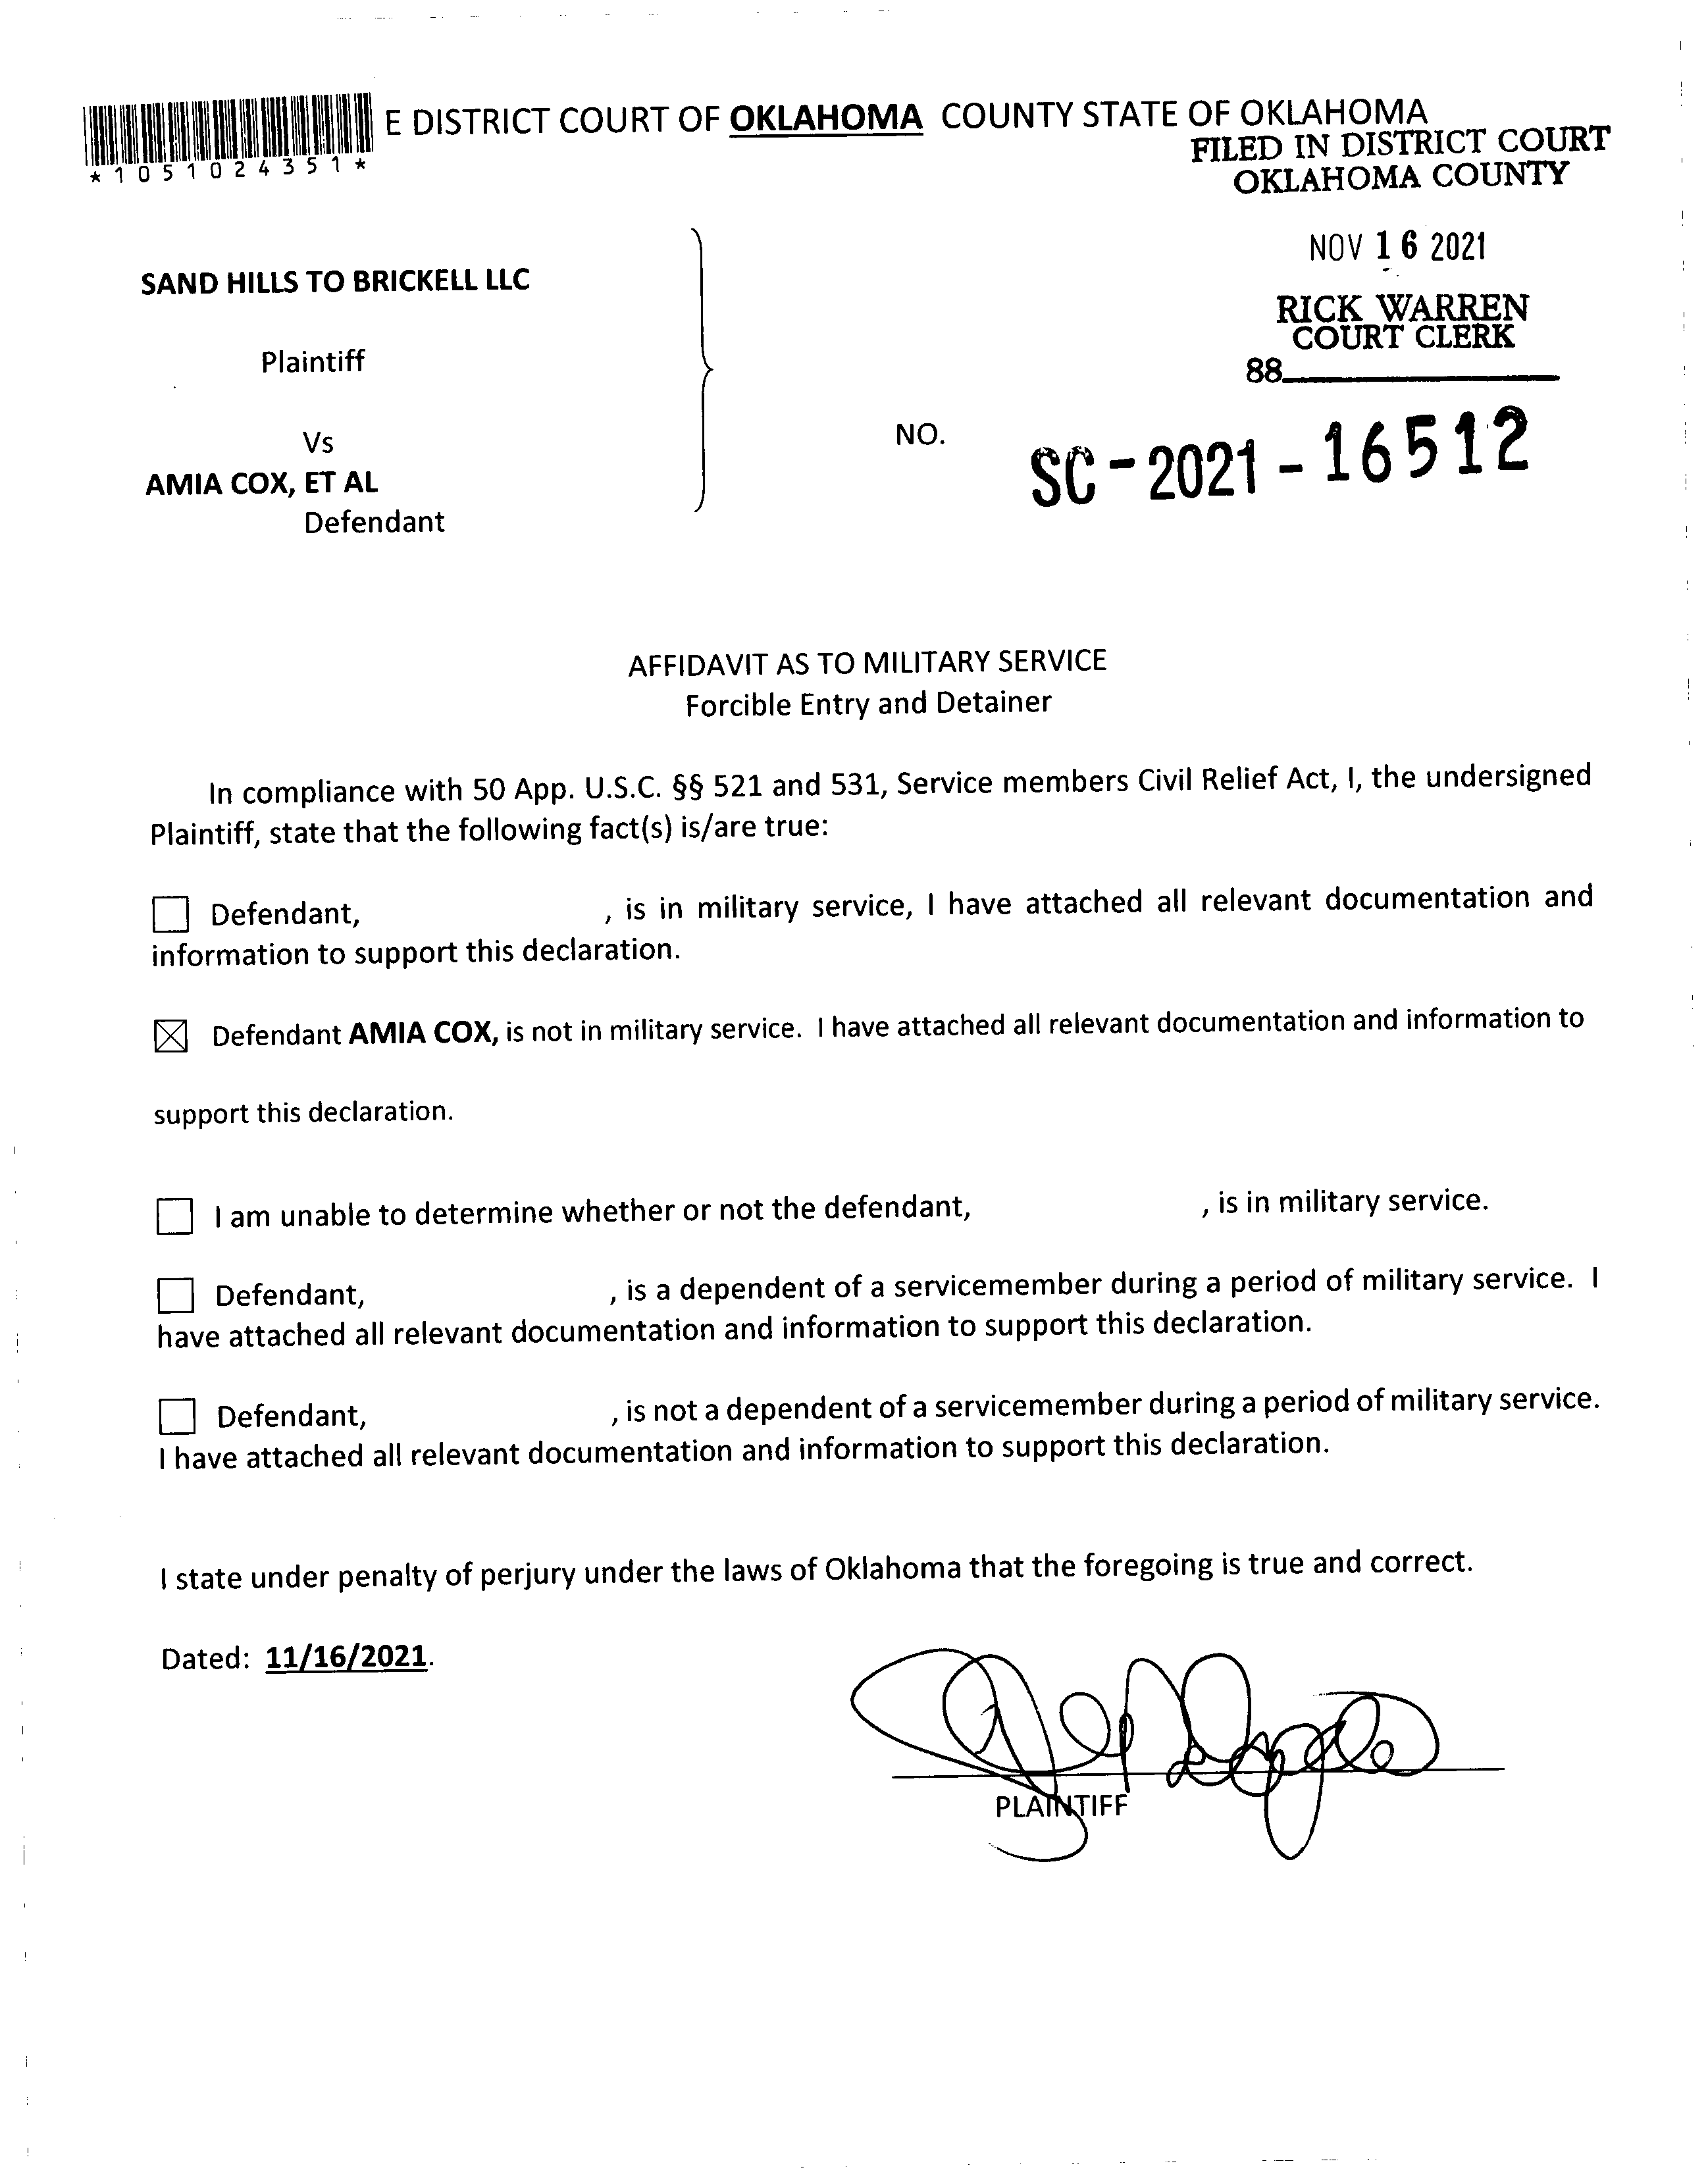 E DISTRICT COURT OF OKLAHOMA COUNTY STATE OF OKLAHOMA
*1051024351*
FILED IN DISTRICT COURT
OKLAHOMA COUNTY
NOV 16 2021
RICK WARREN
COURT CLERK
88
SAND HILLS TO BRICKELL LLC
Plaintiff
Vs
AMIA COX, ET AL
Defendant
NO.
SC-2021-16512
AFFIDAVIT AS TO MILITARY SERVICE
Forcible Entry and Detainer
In compliance with 50 App. U.S.C. §§ 521 and 531, Service members Civil Relief Act, I, the undersigned
Plaintiff, state that the following fact(s) is/are true:
☐ Defendant, , is in military service, I have attached all relevant documentation and
information to support this declaration.
☒ Defendant AMIA COX, is not in military service. I have attached all relevant documentation and information to
support this declaration.
☐ I am unable to determine whether or not the defendant, , is in military service.
☐ Defendant, , is a dependent of a servicemember during a period of military service. I
have attached all relevant documentation and information to support this declaration.
☐ Defendant, , is not a dependent of a servicemember during a period of military service.
I have attached all relevant documentation and information to support this declaration.
I state under penalty of perjury under the laws of Oklahoma that the foregoing is true and correct.
Dated: 11/16/2021.
PLAINTIFF